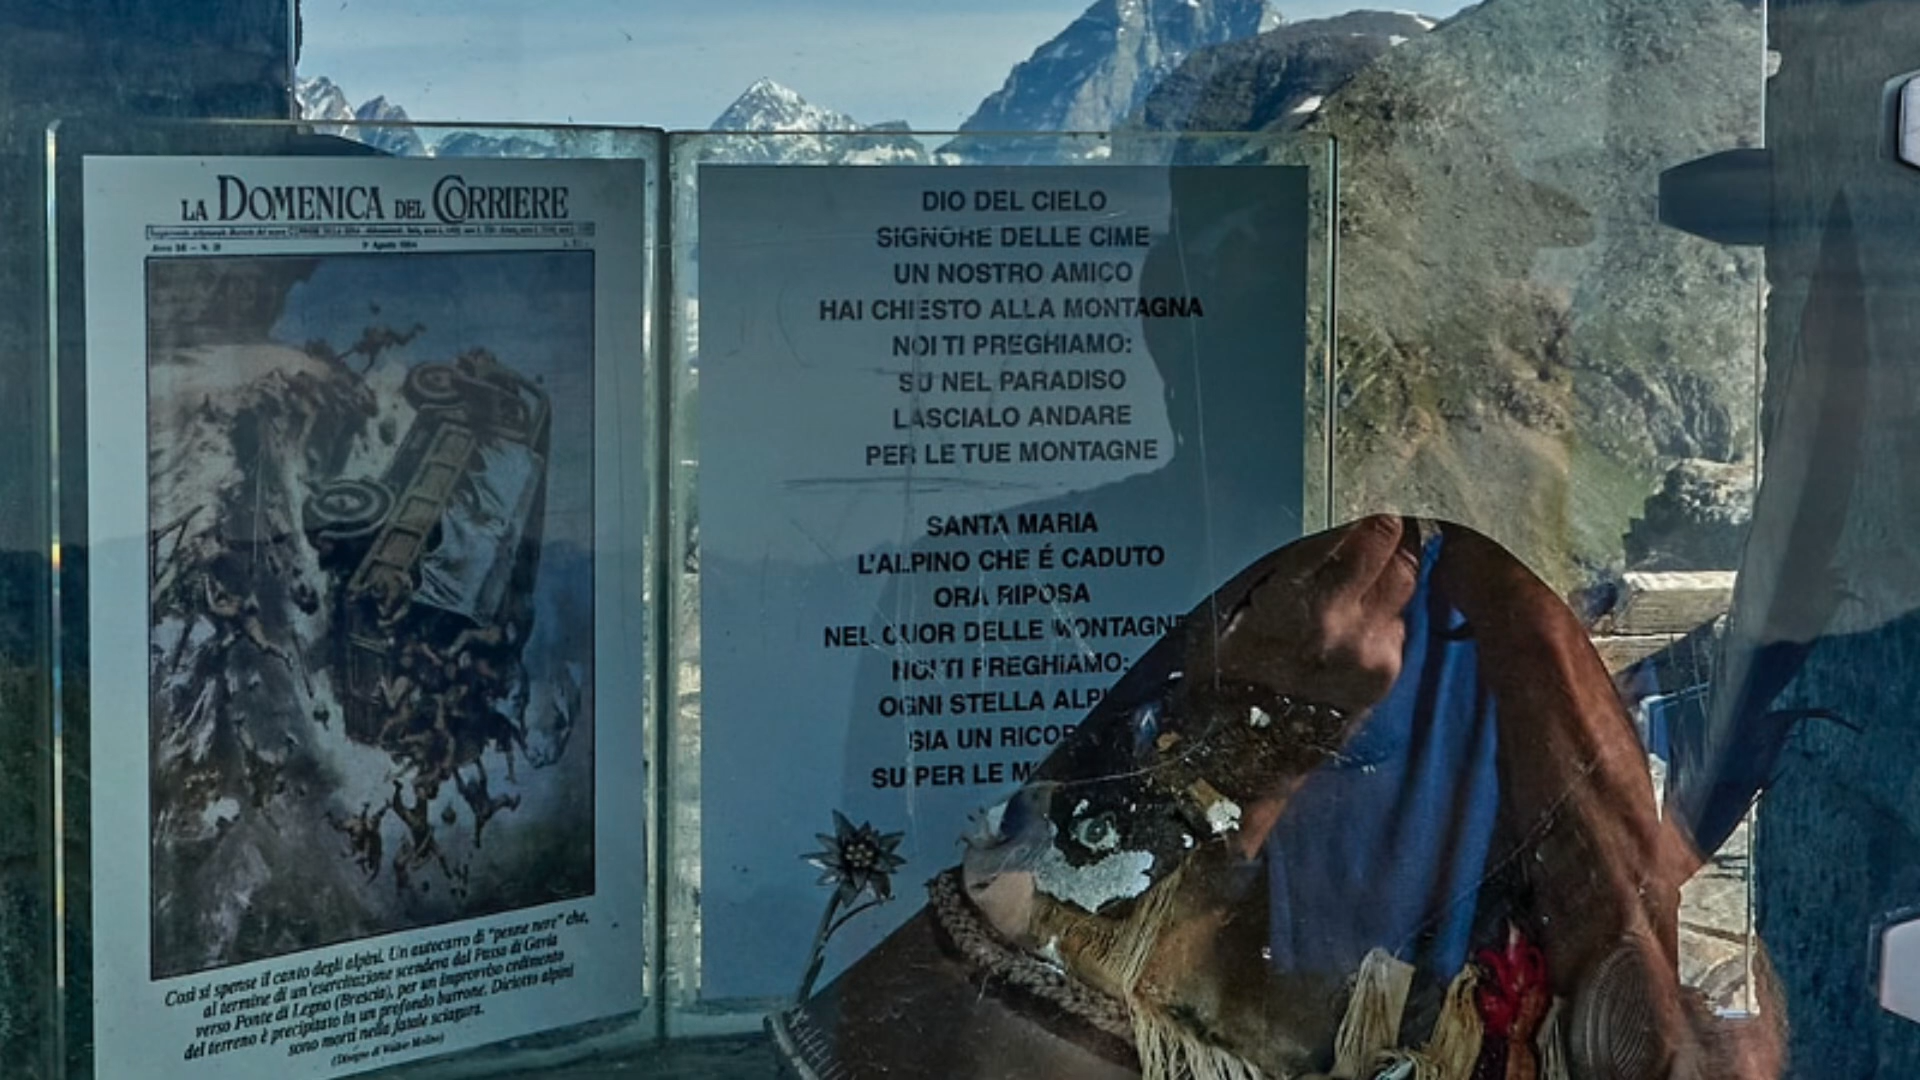 LA DOMENICA DEL CORRIERE
DIO DEL CIELO
SIGNORE DELLE CIME
UN NOSTRO AMICO
HAI CHIESTO ALLA MONTAGNA
NOI TI PREGHIAMO:
SU NEL PARADISO
LASCIALO ANDARE
PER LE TUE MONTAGNE
SANTA MARIA
L'ALPINO CHE É CADUTO
ORA RIPOSA
NEL CUOR DELLE MONTAGNE
NOI TI PREGHIAMO:
OGNI STELLA
SIA UN
SU PER LE
Così si spense il canto degli alpini. Un autocarro di "penne nere" che,
al termine di un'esercitazione scendeva dal Passo di Gavia
verso Ponte di Legno (Brescia), per un improvviso cedimento
del terreno è precipitato in un profondo burrone. Diciotto alpini
sono morti nella fatale sciagura.
(Disegno di Walter Molino)